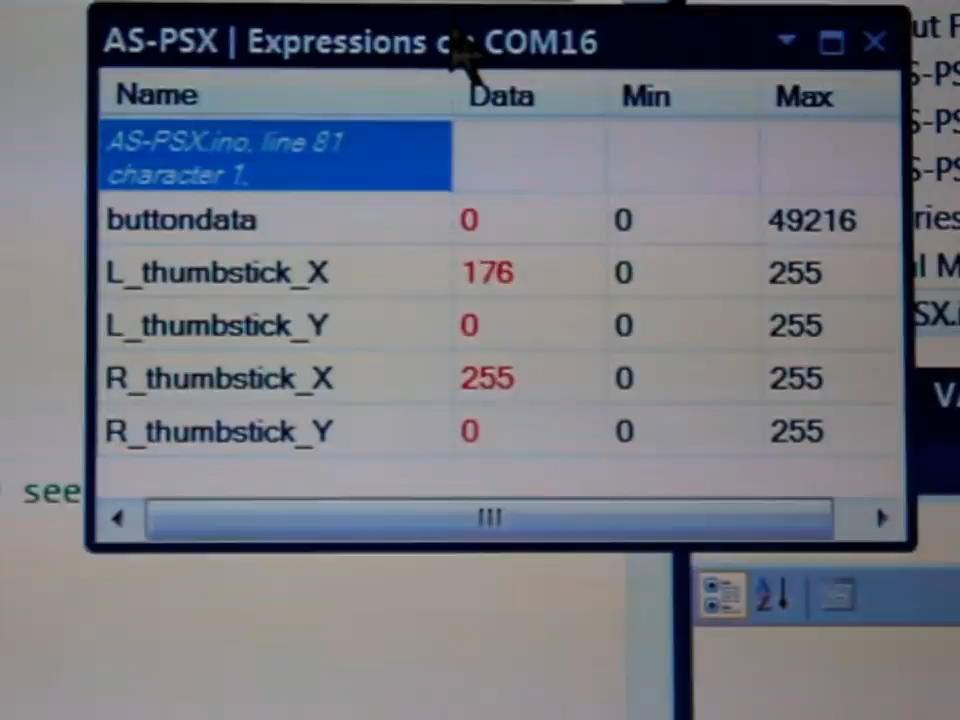 AS-PSX | Expressions on COM16
Name Data Min Max
AS-PSX.ino, line 81
character 1,
buttondata 0 0 49216
L_thumbstick_X 176 0 255
L_thumbstick_Y 0 0 255
R_thumbstick_X 255 0 255
R_thumbstick_Y 0 0 255
see